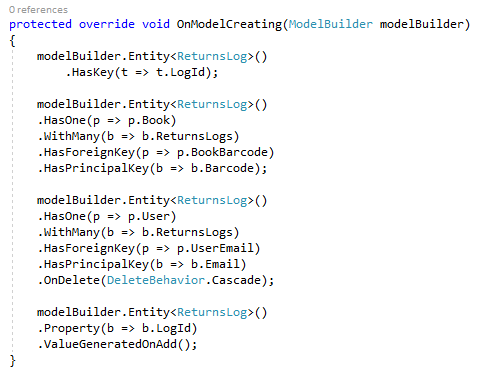 0 references
protected override void OnModelCreating(ModelBuilder modelBuilder)
{
    modelBuilder.Entity<ReturnsLog>()
        .HasKey(t => t.LogId);

    modelBuilder.Entity<ReturnsLog>()
    .HasOne(p => p.Book)
    .WithMany(b => b.ReturnsLogs)
    .HasForeignKey(p => p.BookBarcode)
    .HasPrincipalKey(b => b.Barcode);

    modelBuilder.Entity<ReturnsLog>()
    .HasOne(p => p.User)
    .WithMany(b => b.ReturnsLogs)
    .HasForeignKey(p => p.UserEmail)
    .HasPrincipalKey(b => b.Email)
    .OnDelete(DeleteBehavior.Cascade);

    modelBuilder.Entity<ReturnsLog>()
    .Property(b => b.LogId)
    .ValueGeneratedOnAdd();
}